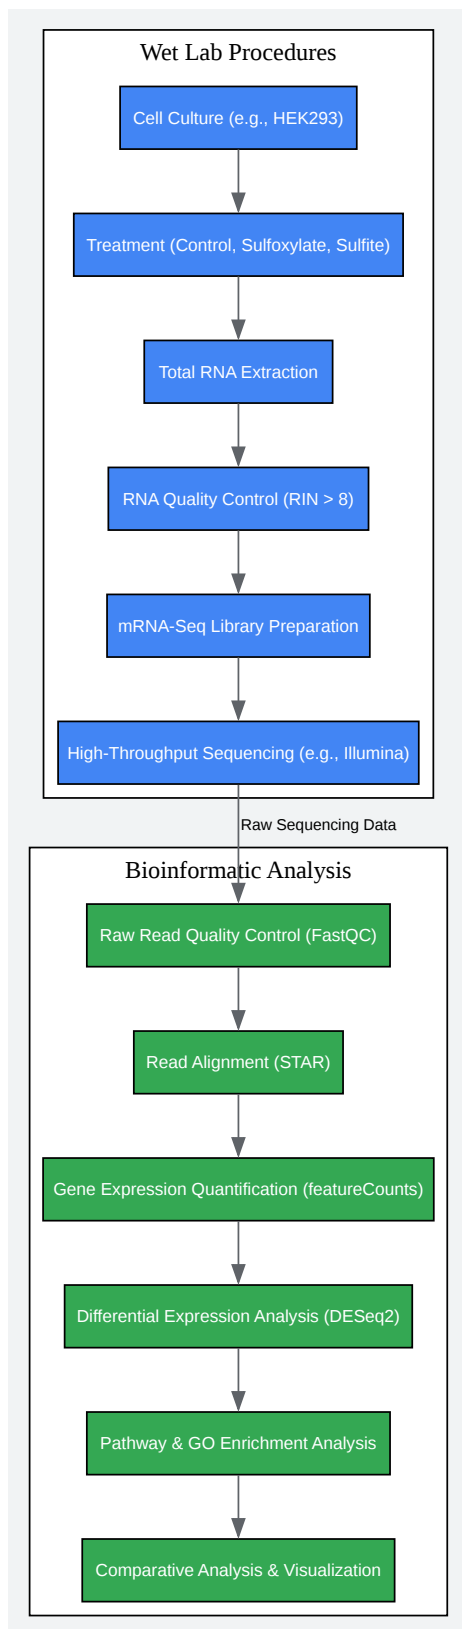 Wet Lab Procedures
Cell Culture (e.g., HEK293)
Treatment (Control, Sulfoxylate, Sulfite)
Total RNA Extraction
RNA Quality Control (RIN > 8)
mRNA-Seq Library Preparation
High-Throughput Sequencing (e.g., Illumina)
Raw Sequencing Data
Bioinformatic Analysis
Raw Read Quality Control (FastQC)
Read Alignment (STAR)
Gene Expression Quantification (featureCounts)
Differential Expression Analysis (DESeq2)
Pathway & GO Enrichment Analysis
Comparative Analysis & Visualization